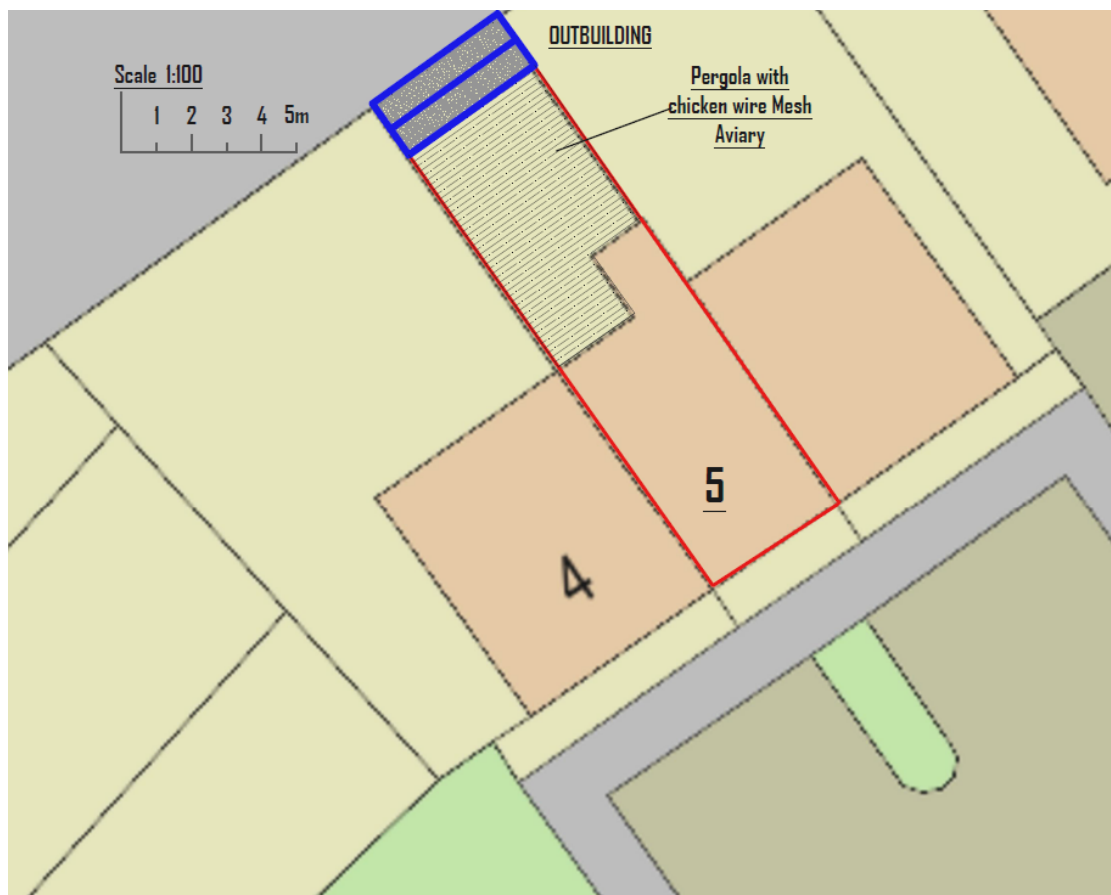 OUTBUILDING
Scale 1:100
1 2 3 4 5m
Pergola with
chicken wire Mesh
Aviary
5
4